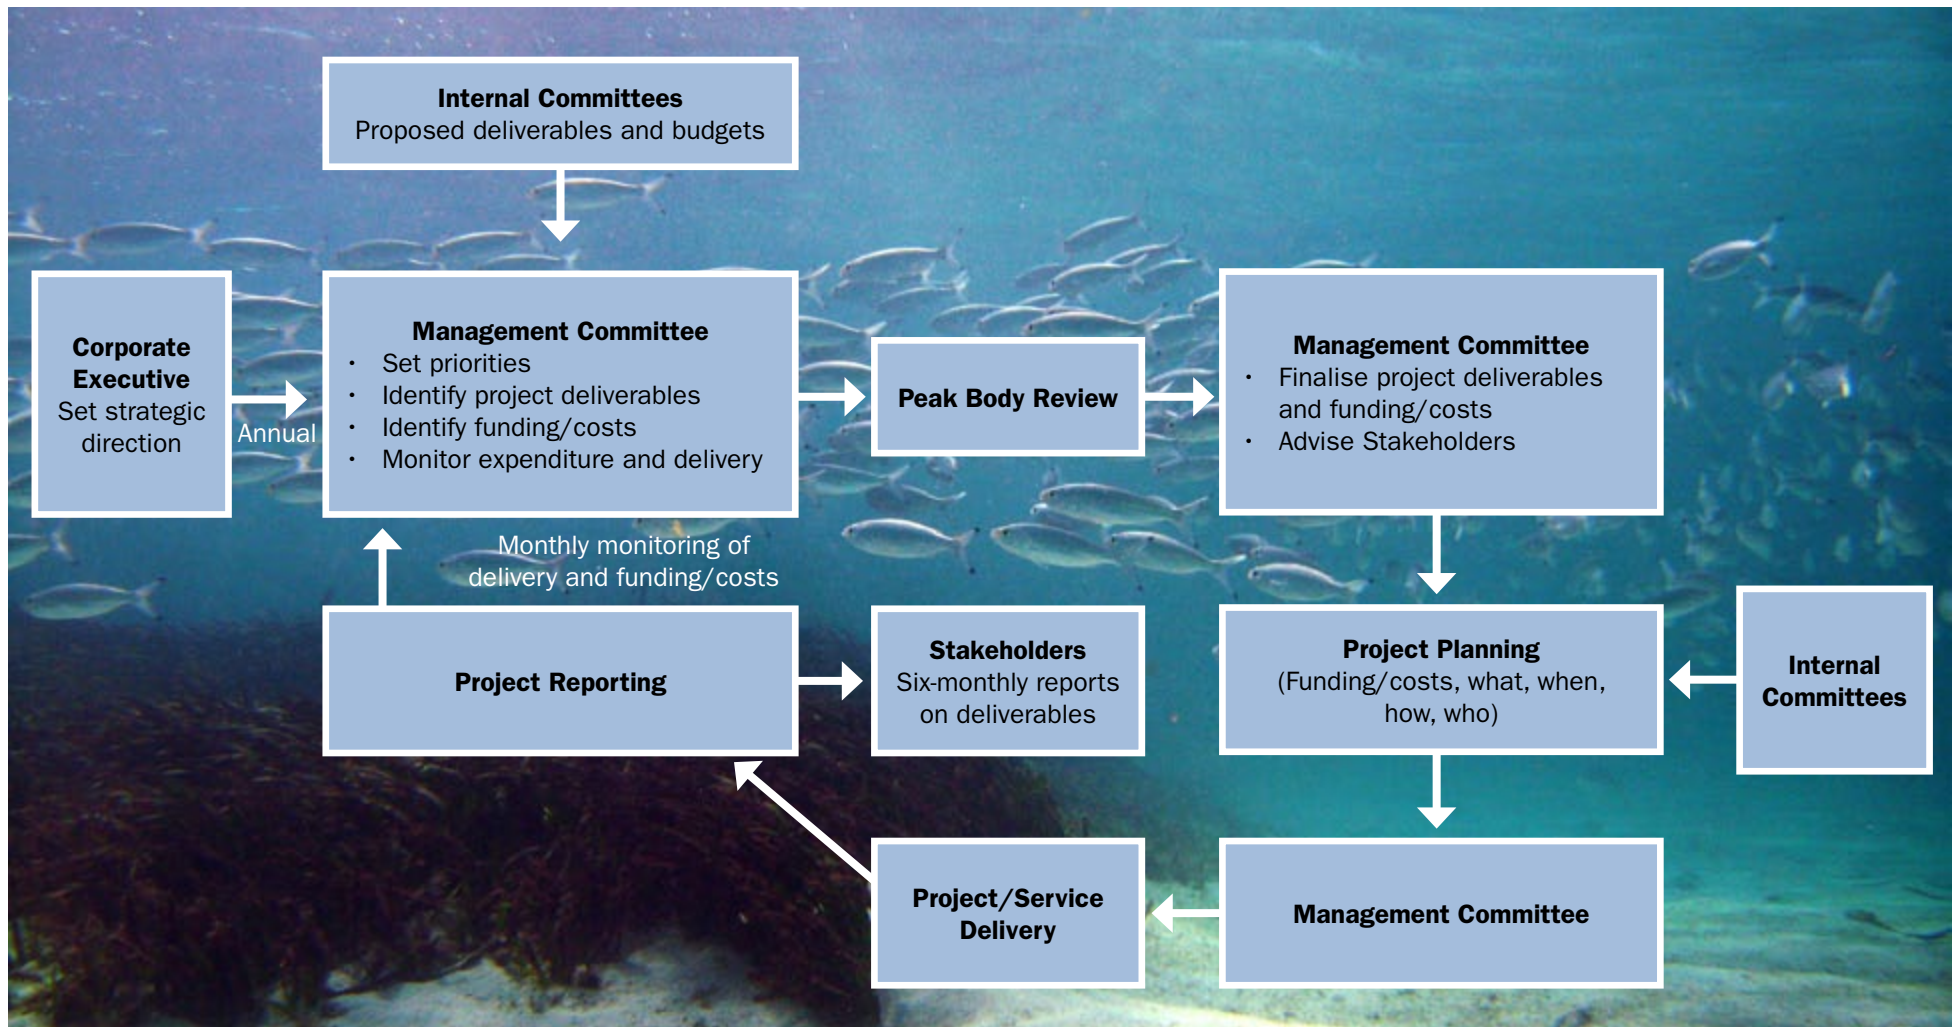 Internal Committees
Proposed deliverables and budgets
Corporate
Executive
Set strategic
direction
Annual
Management Committee
· Set priorities
· Identify project deliverables
· Identify funding/costs
· Monitor expenditure and delivery
Peak Body Review
Management Committee
· Finalise project deliverables
and funding/costs
· Advise Stakeholders
Monthly monitoring of
delivery and funding/costs
Project Reporting
Stakeholders
Six-monthly reports
on deliverables
Project Planning
(Funding/costs, what, when,
how, who)
Internal
Committees
Project/Service
Delivery
Management Committee